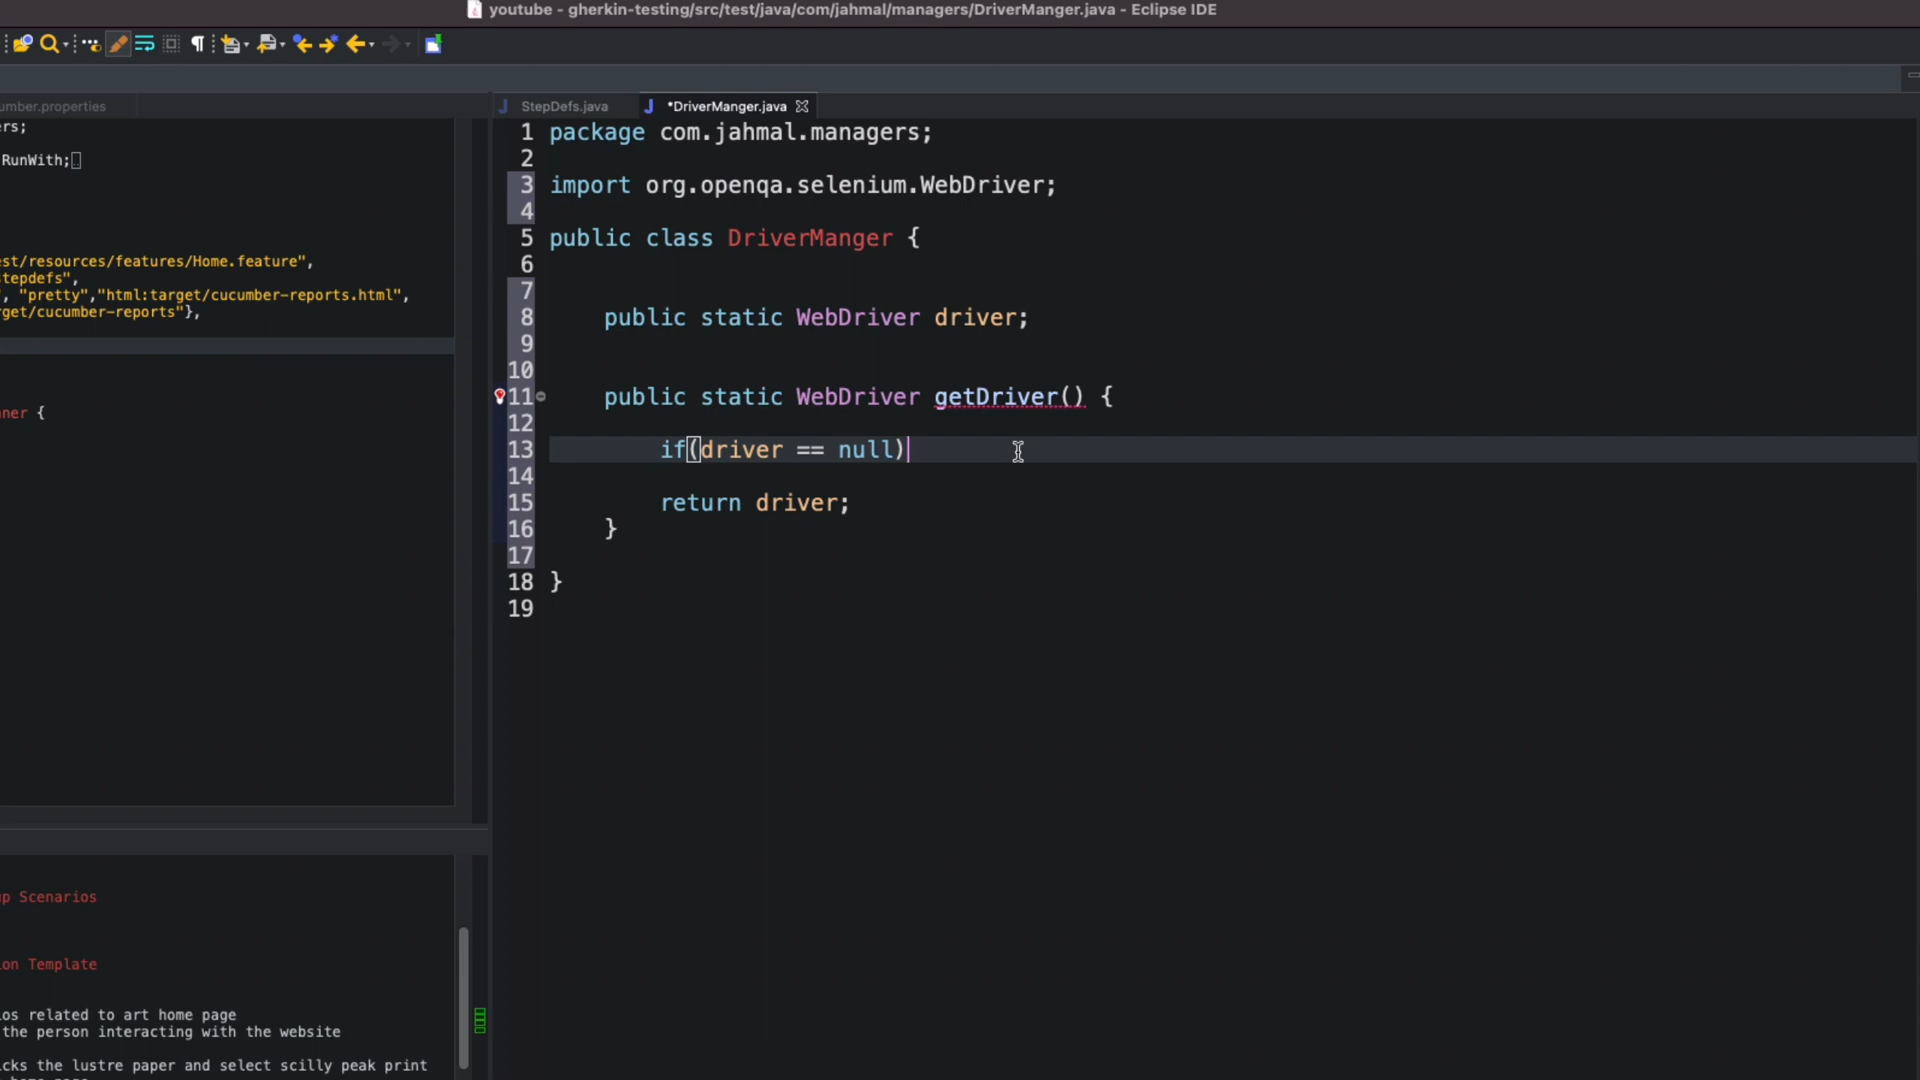 youtube - gherkin-testing/src/test/java/com/jahmal/managers/DriverManger.java - Eclipse IDE
umber.properties
rs;
RunWith;
est/resources/features/Home.feature",
tepdefs",
, "pretty","html:target/cucumber-reports.html",
get/cucumber-reports"},
ner {
up Scenarios
on Template
os related to art home page
the person interacting with the website
cks the lustre paper and select scilly peak print
StepDefs.java
*DriverManger.java
1 package com.jahmal.managers;
2
3 import org.openqa.selenium.WebDriver;
4
5 public class DriverManger {
6
7
8 public static WebDriver driver;
9
10
11 public static WebDriver getDriver() {
12
13 if(driver == null)
14
15 return driver;
16 }
17
18 }
19